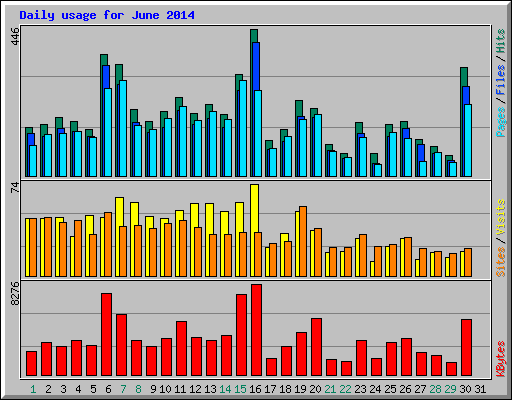 Daily usage for June 2014
446
Pages / Files / Hits
74
Sites / Visits
8276
KBytes
1 2 3 4 5 6 7 8 9 10 11 12 13 14 15 16 17 18 19 20 21 22 23 24 25 26 27 28 29 30 31